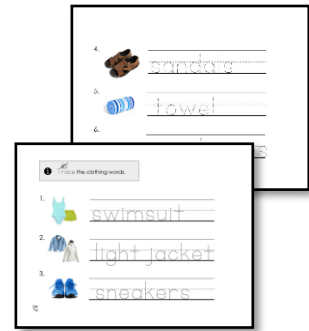 4.
sandals
5.
towel
6.
s
1 Trace the clothing words.
1.
swimsuit
2.
light jacket
3.
sneakers